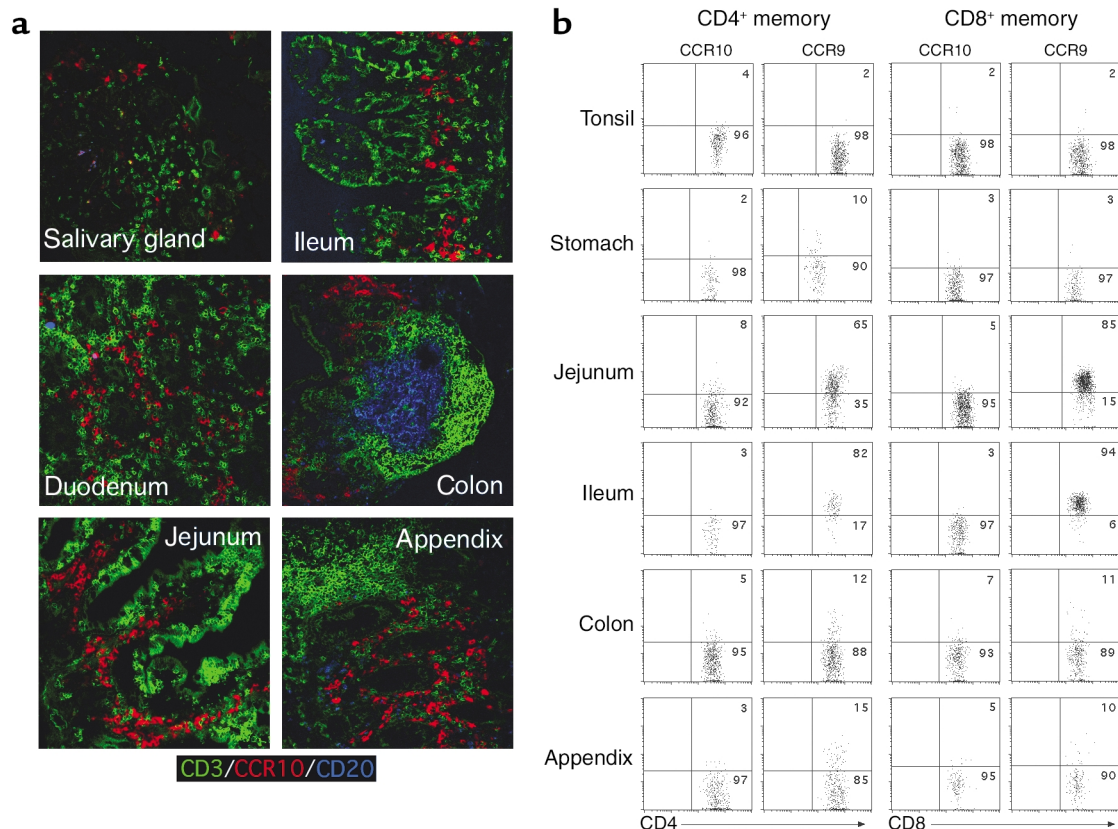 a
Salivary gland
Ileum
Duodenum
Colon
Jejunum
Appendix
CD3/CCR10/CD20
b
CD4+ memory CD8+ memory
CCR10 CCR9 CCR10 CCR9
Tonsil
4 2 2 2
96 98 98 98
Stomach
2 10 3 3
98 90 97 97
Jejunum
8 65 5 85
92 35 95 15
Ileum
3 82 3 94
97 17 97 6
Colon
5 12 7 11
95 88 93 89
Appendix
3 15 5 10
97 85 95 90
CD4 CD8